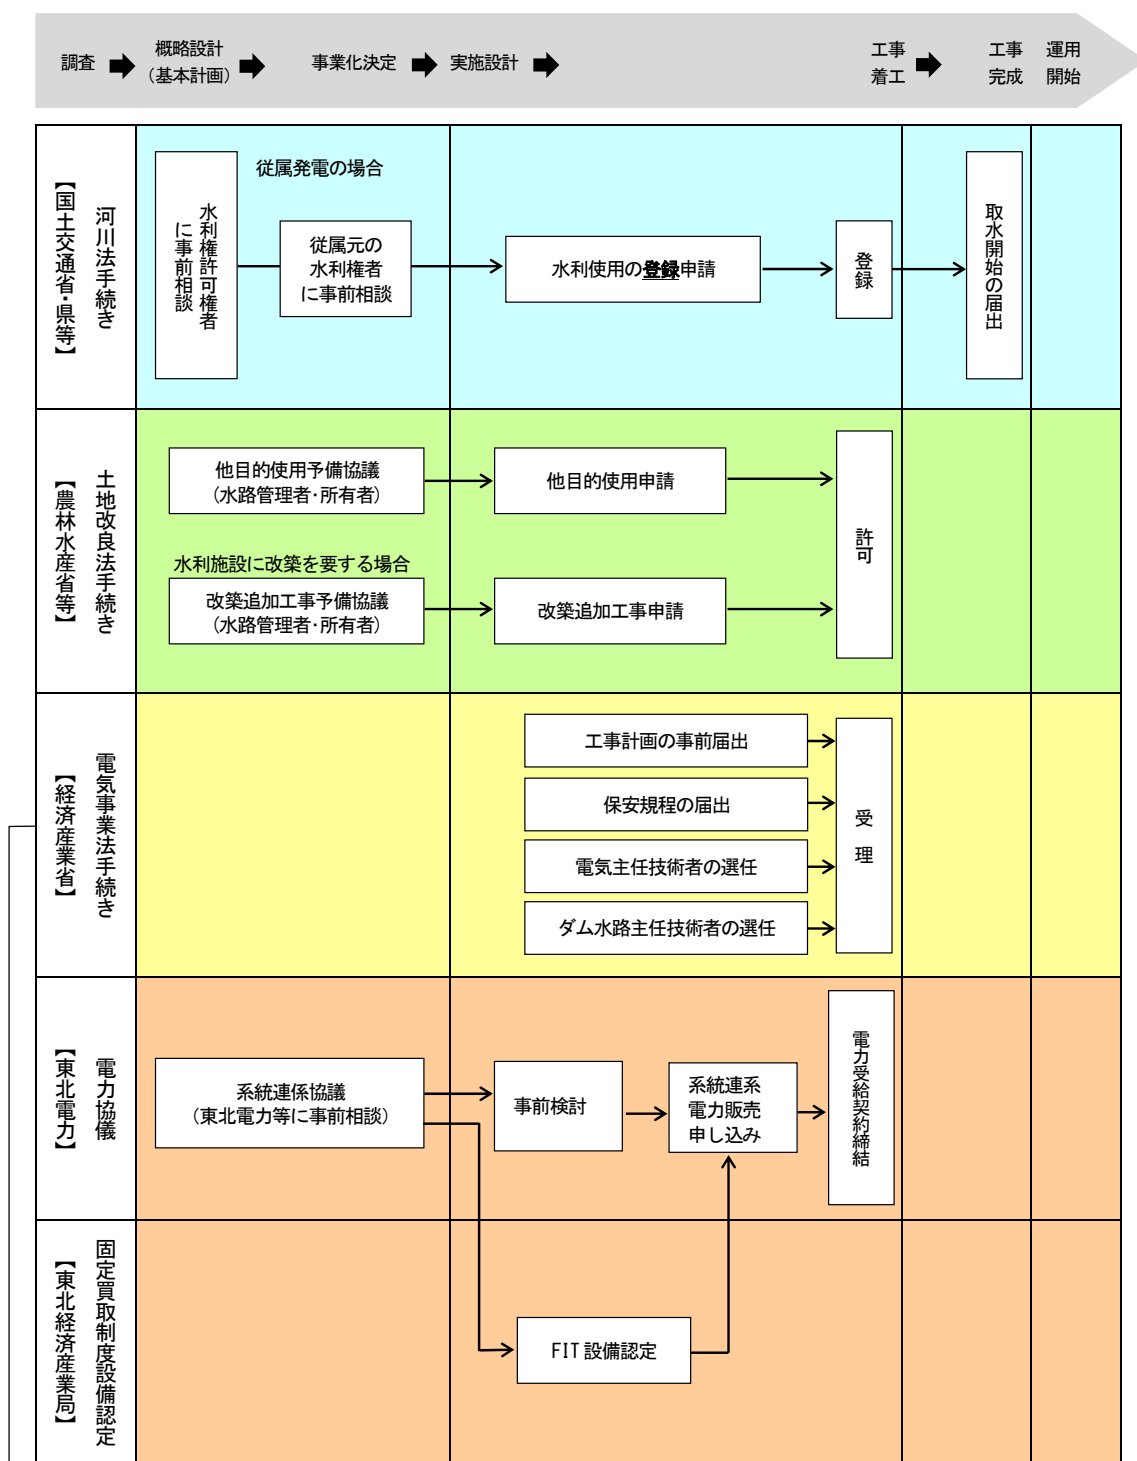 調査
概略設計
（基本計画）
事業化決定
実施設計
工事
着工
工事
完成
運用
開始
河川法手続き
【国土交通省・県等】
水利権許可権者
に事前相談
従属発電の場合
従属元の
水利権者
に事前相談
水利使用の登録申請
登録
取水開始の届出
土地改良法手続き
【農林水産省等】
他目的使用予備協議
（水路管理者・所有者）
他目的使用申請
水利施設に改築を要する場合
改築追加工事予備協議
（水路管理者・所有者）
改築追加工事申請
許可
電気事業法手続き
【経済産業省】
工事計画の事前届出
保安規程の届出
電気主任技術者の選任
ダム水路主任技術者の選任
受理
電力協儀
【東北電力】
系統連係協議
（東北電力等に事前相談）
事前検討
系統連系
電力販売
申し込み
電力受給契約締結
固定買取制度設備認定
【東北経済産業局】
FIT 設備認定